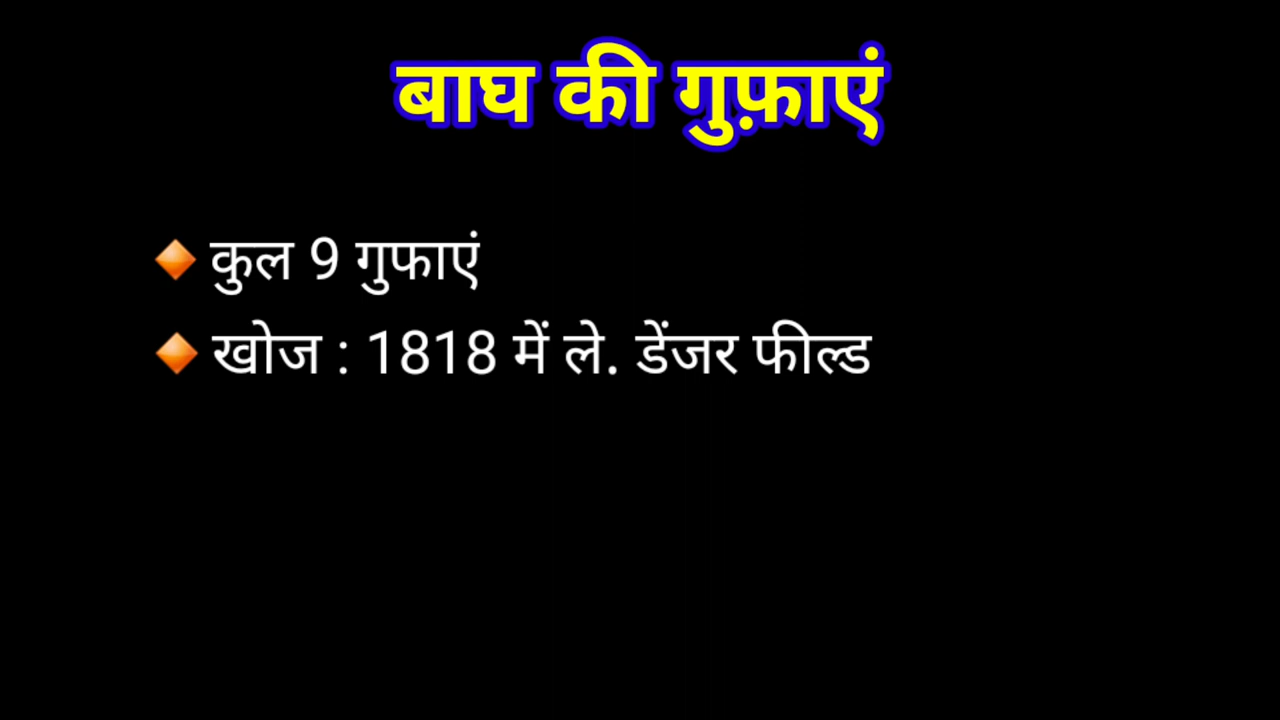 बाघ की गुफ़ाएं
🔸कुल 9 गुफाएं
🔸खोज : 1818 में ले. डेंजर फील्ड